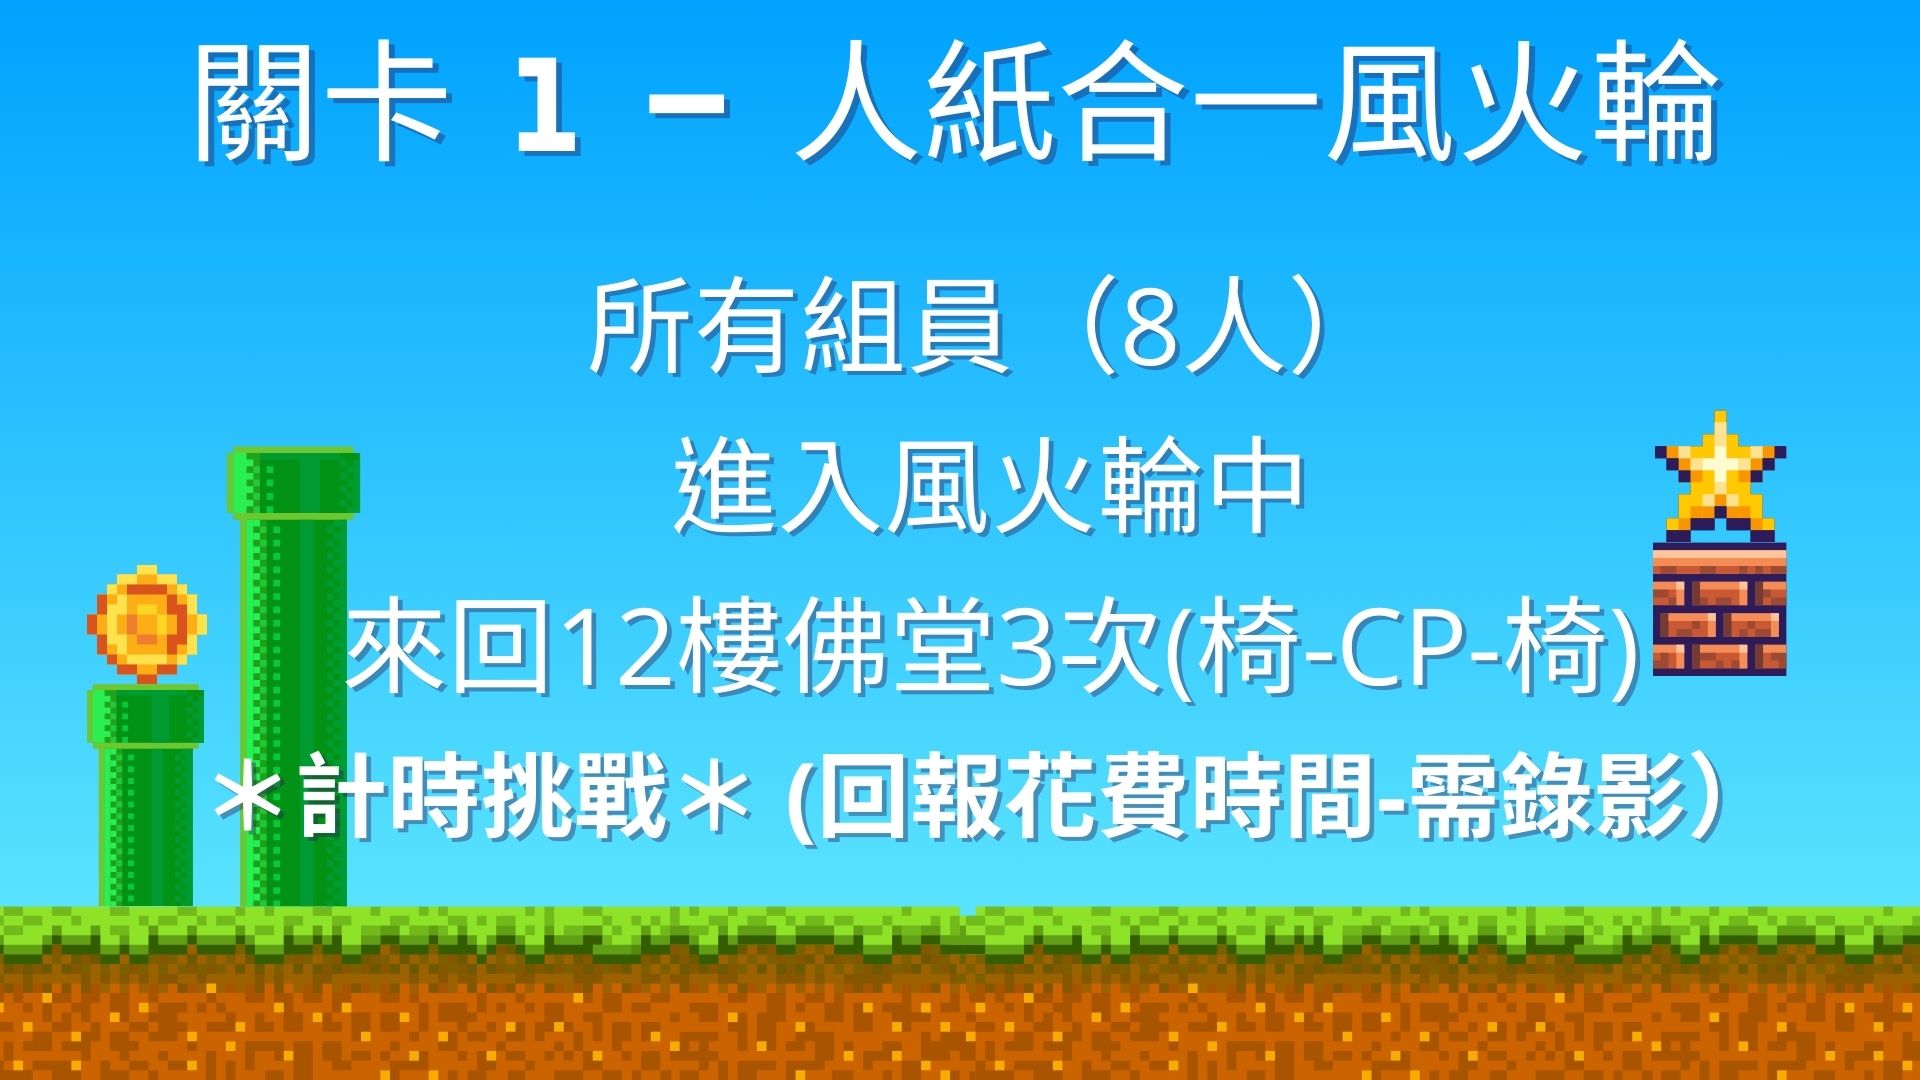 關卡 1 – 人紙合一風火輪
所有組員（8人）
進入風火輪中
來回12樓佛堂3次(椅-CP-椅)
＊計時挑戰＊ (回報花費時間-需錄影）